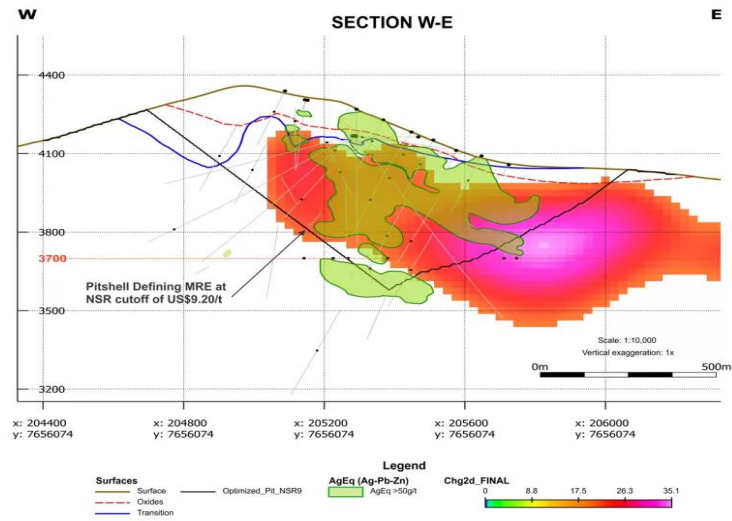 W
SECTION W-E
E
4400
4100
3800
3700
3500
3200
Pitshell Defining MRE at
NSR cutoff of US$9.20/t
Scale: 1:10,000
Vertical exaggeration: 1x
0m
500m
x: 204400
y: 7656074
x: 204800
y: 7656074
x: 205200
y: 7656074
x: 205600
y: 7656074
x: 206000
y: 7656074
Legend
Surfaces
Surface
Oxides
Transition
Optimized_Pit_NSR9
AgEq (Ag-Pb-Zn)
AgEq >50g/t
Chg2d_FINAL
0 8.8 17.5 26.3 35.1